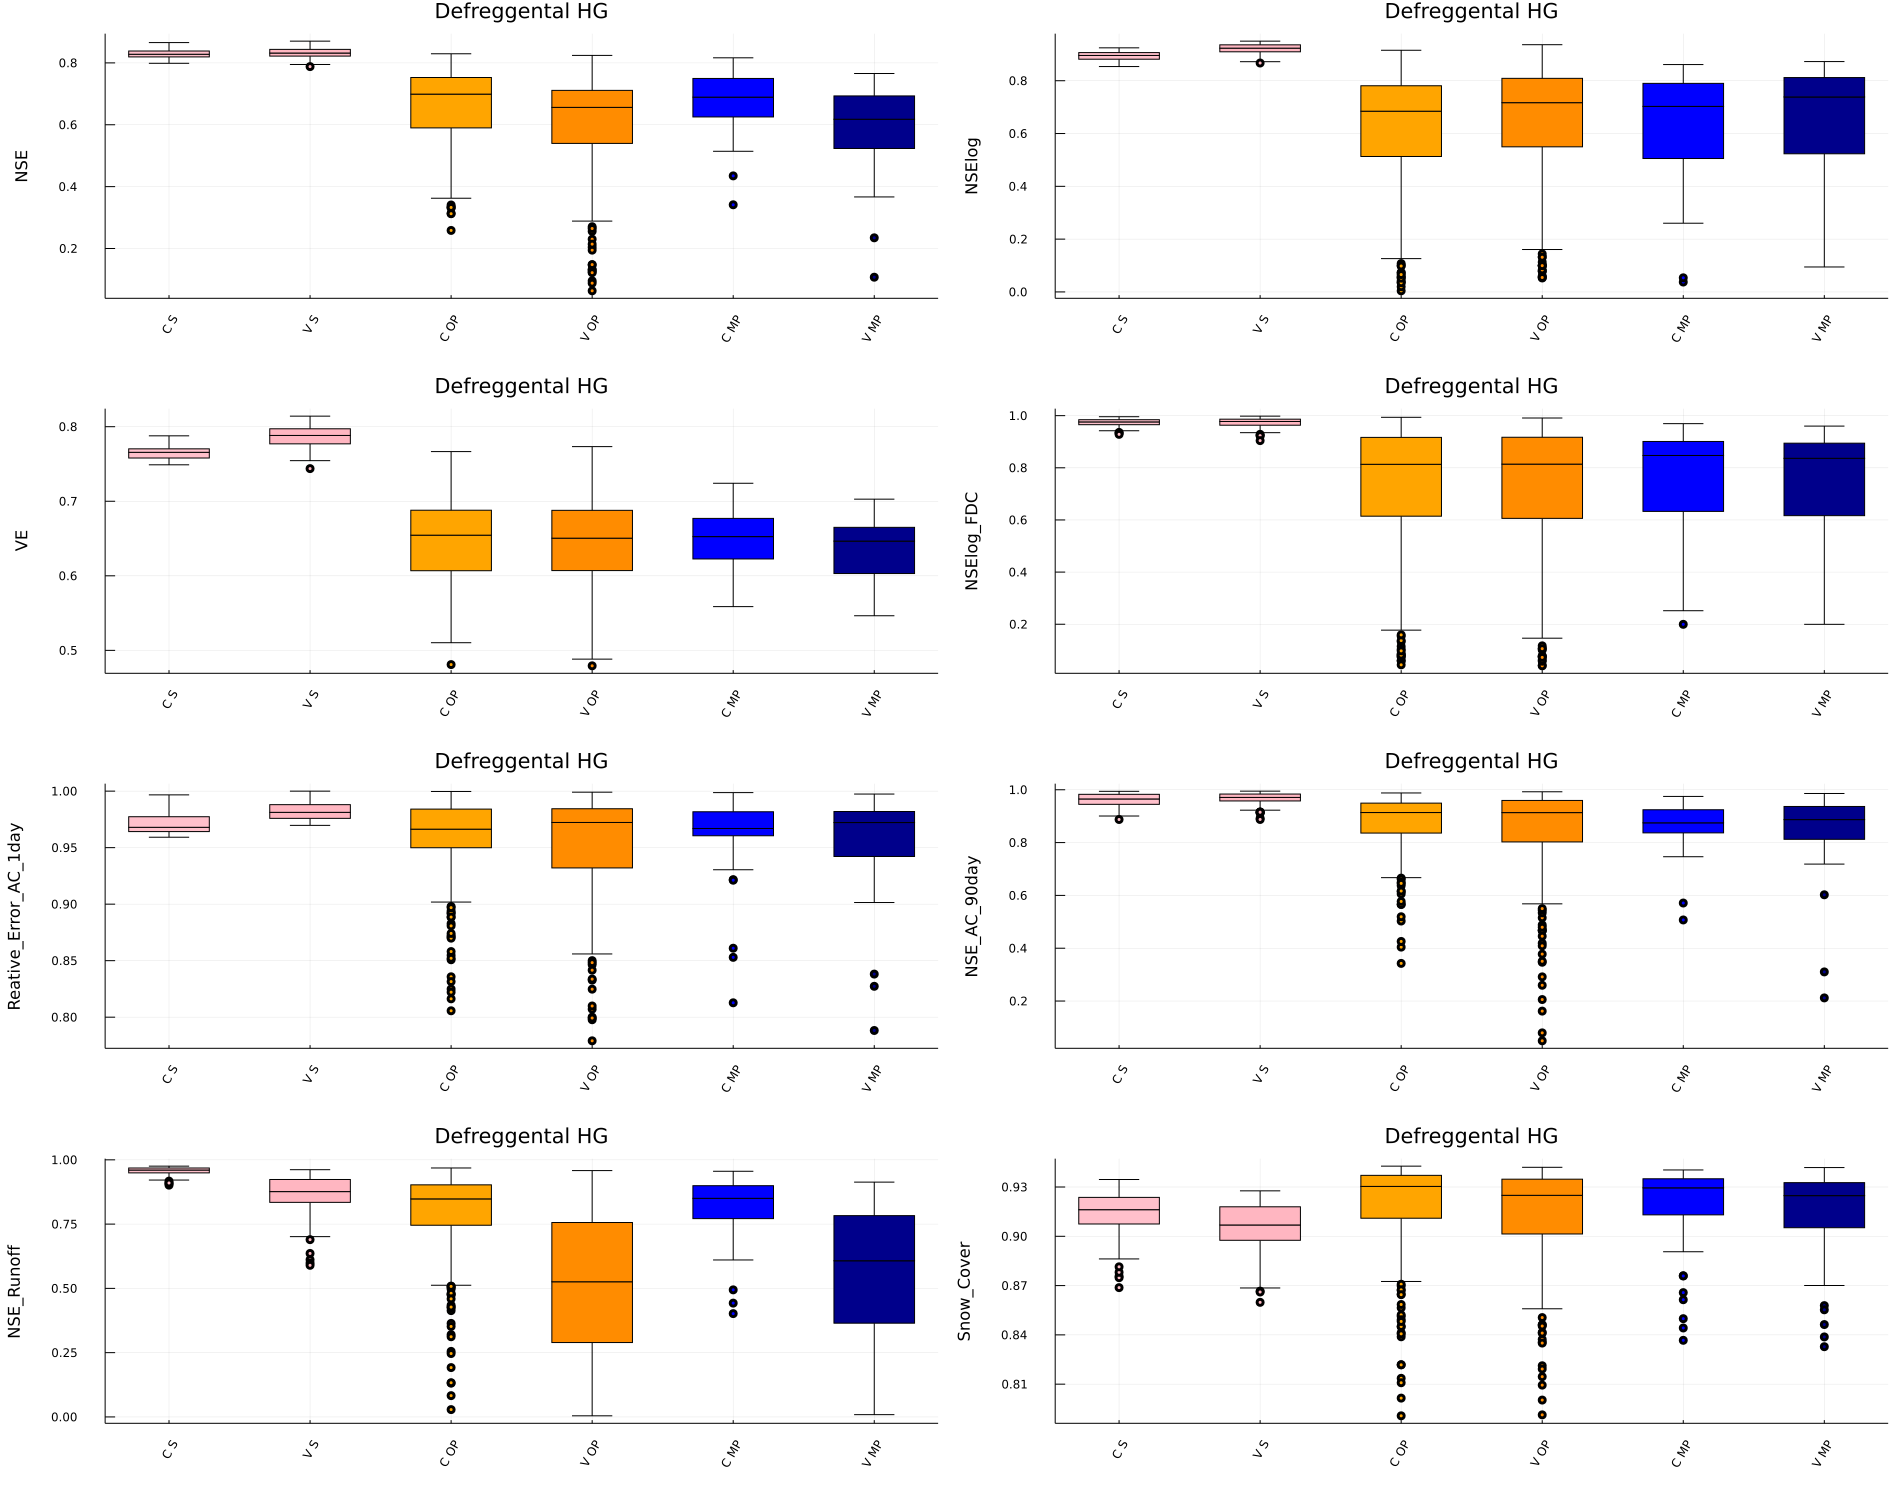 Defreggental HG
NSE
0.8
0.6
0.4
0.2
C S
V S
C OP
V OP
C MP
V MP
Defreggental HG
NSElog
0.8
0.6
0.4
0.2
0.0
C S
V S
C OP
V OP
C MP
V MP
Defreggental HG
VE
0.8
0.7
0.6
0.5
C S
V S
C OP
V OP
C MP
V MP
Defreggental HG
NSElog_FDC
1.0
0.8
0.6
0.4
0.2
C S
V S
C OP
V OP
C MP
V MP
Defreggental HG
Reative_Error_AC_1day
1.00
0.95
0.90
0.85
0.80
C S
V S
C OP
V OP
C MP
V MP
Defreggental HG
NSE_AC_90day
1.0
0.8
0.6
0.4
0.2
C S
V S
C OP
V OP
C MP
V MP
Defreggental HG
NSE_Runoff
1.00
0.75
0.50
0.25
0.00
C S
V S
C OP
V OP
C MP
V MP
Defreggental HG
Snow_Cover
0.93
0.90
0.87
0.84
0.81
C S
V S
C OP
V OP
C MP
V MP